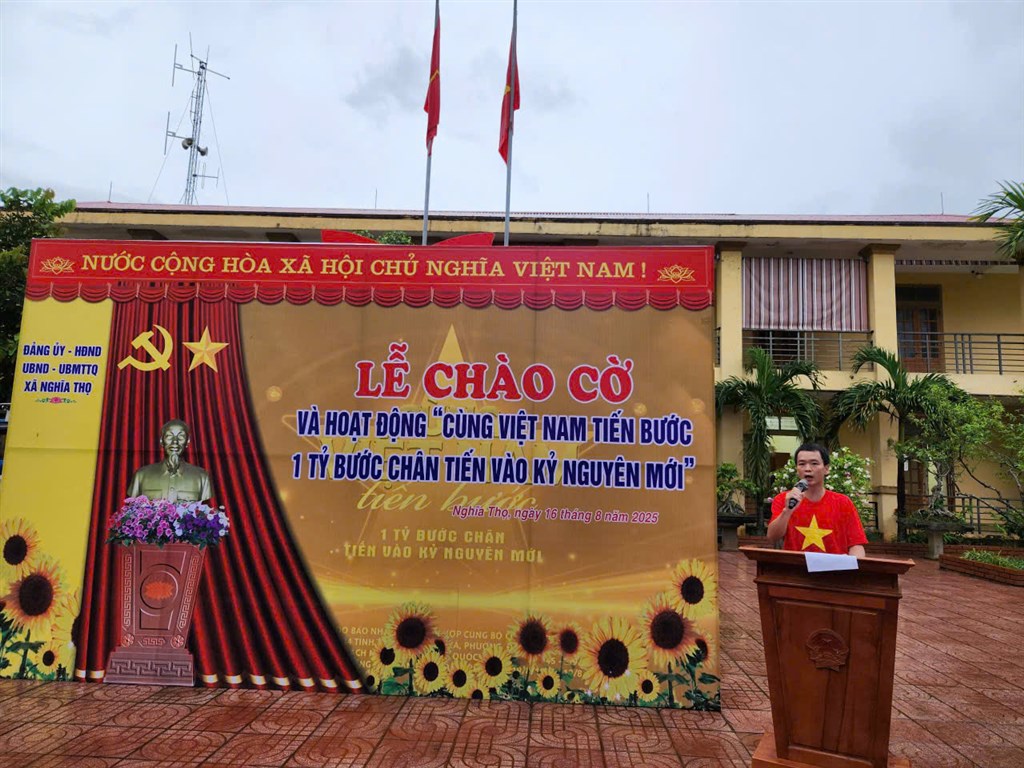 NƯỚC CỘNG HÒA XÃ HỘI CHỦ NGHĨA VIỆT NAM !
ĐẢNG ỦY - HĐND
UBND - UBMTTQ
XÃ NGHĨA THỌ
LỄ CHÀO CỜ
VÀ HOẠT ĐỘNG “CÙNG VIỆT NAM TIẾN BƯỚC
1 TỶ BƯỚC CHÂN TIẾN VÀO KỶ NGUYÊN MỚI”
tiến bước
Nghĩa Thọ, ngày 16 tháng 8 năm 2025
1 TỶ BƯỚC CHÂN
TIẾN VÀO KỶ NGUYÊN MỚI